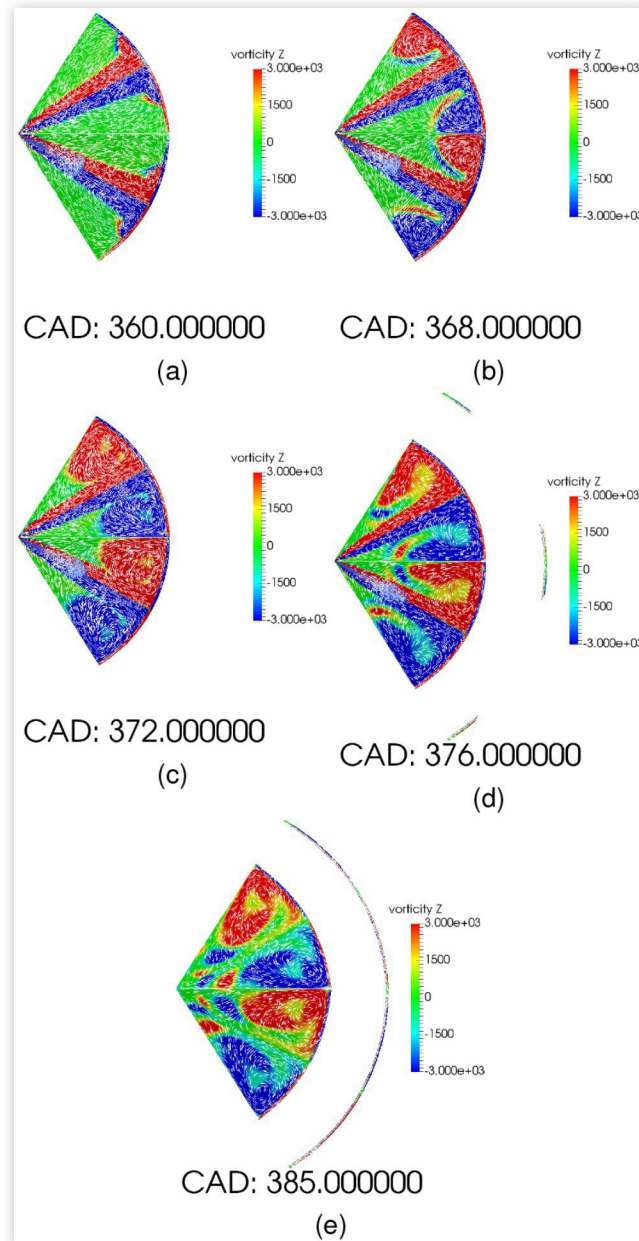 vorticity Z
3.000e+03
1500
0
-1500
-3.000e+03
CAD: 360.000000
(a)
vorticity Z
3.000e+03
1500
0
-1500
-3.000e+03
CAD: 368.000000
(b)
vorticity Z
3.000e+03
1500
0
-1500
-3.000e+03
CAD: 372.000000
(c)
vorticity Z
3.000e+03
1500
0
-1500
-3.000e+03
CAD: 376.000000
(d)
vorticity Z
3.000e+03
1500
0
-1500
-3.000e+03
CAD: 385.000000
(e)